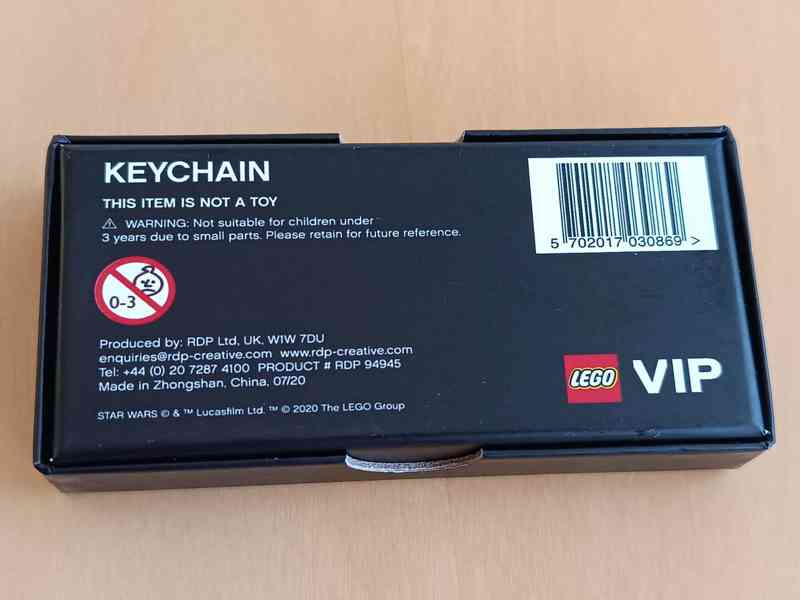 KEYCHAIN
THIS ITEM IS NOT A TOY
⚠ WARNING: Not suitable for children under
3 years due to small parts. Please retain for future reference.
0-3
Produced by: RDP Ltd, UK, W1W 7DU
enquiries@rdp-creative.com www.rdp-creative.com
Tel: +44 (0) 20 7287 4100 PRODUCT # RDP 94945
Made in Zhongshan, China, 07/20
STAR WARS © & ™ Lucasfilm Ltd. ™ © 2020 The LEGO Group
5 702017 030869 >
LEGO VIP